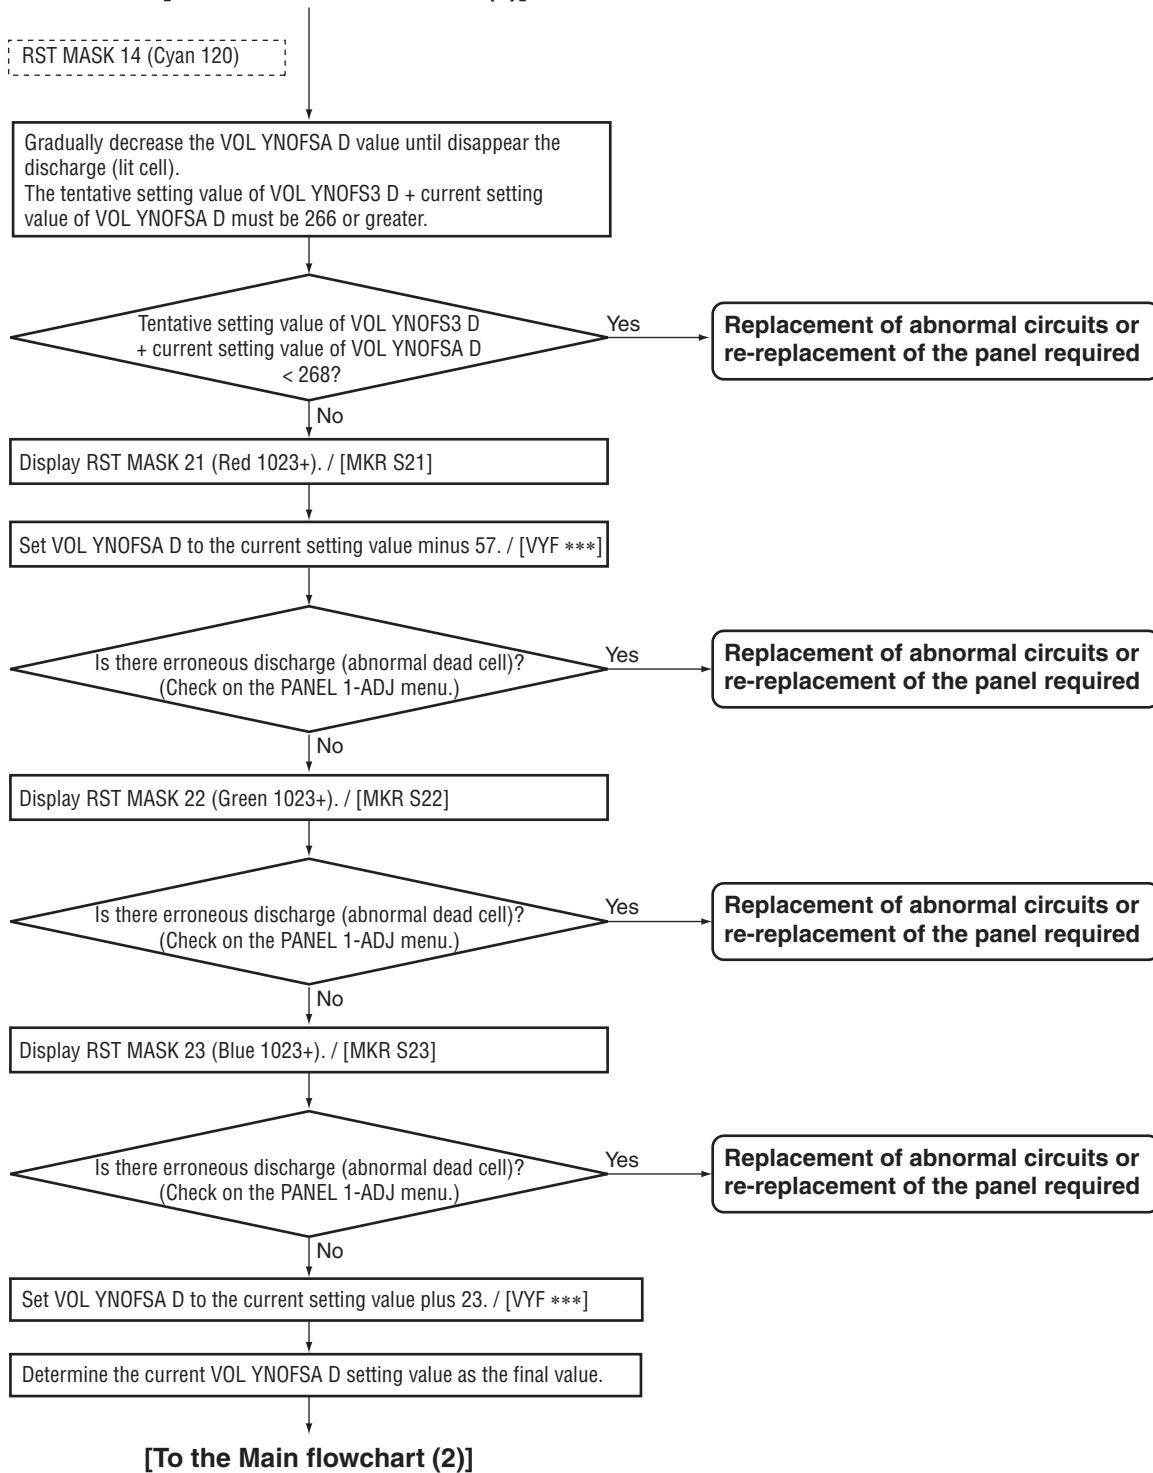 RST MASK 14 (Cyan 120)
Gradually decrease the VOL YNOFSA D value until disappear the
discharge (lit cell).
The tentative setting value of VOL YNOFS3 D + current setting
value of VOL YNOFSA D must be 266 or greater.
Tentative setting value of VOL YNOFS3 D
+ current setting value of VOL YNOFSA D
< 268?
Yes
Replacement of abnormal circuits or
re-replacement of the panel required
No
Display RST MASK 21 (Red 1023+). / [MKR S21]
Set VOL YNOFSA D to the current setting value minus 57. / [VYF ***]
Is there erroneous discharge (abnormal dead cell)?
(Check on the PANEL 1-ADJ menu.)
Yes
Replacement of abnormal circuits or
re-replacement of the panel required
No
Display RST MASK 22 (Green 1023+). / [MKR S22]
Is there erroneous discharge (abnormal dead cell)?
(Check on the PANEL 1-ADJ menu.)
Yes
Replacement of abnormal circuits or
re-replacement of the panel required
No
Display RST MASK 23 (Blue 1023+). / [MKR S23]
Is there erroneous discharge (abnormal dead cell)?
(Check on the PANEL 1-ADJ menu.)
Yes
Replacement of abnormal circuits or
re-replacement of the panel required
No
Set VOL YNOFSA D to the current setting value plus 23. / [VYF ***]
Determine the current VOL YNOFSA D setting value as the final value.
[To the Main flowchart (2)]